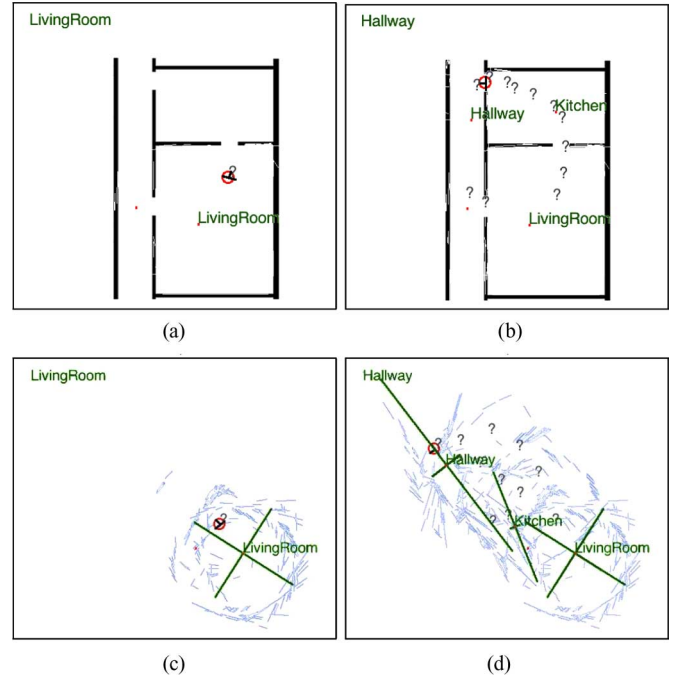 LivingRoom
Hallway
?
LivingRoom
? ? ? ? ? ? ?
Hallway
Kitchen
?
?
?
? ?
LivingRoom
(a)
(b)
LivingRoom
Hallway
?
LivingRoom
? ? ? ?
Hallway
?
? ?
? ? ?
Kitchen
LivingRoom
(c)
(d)